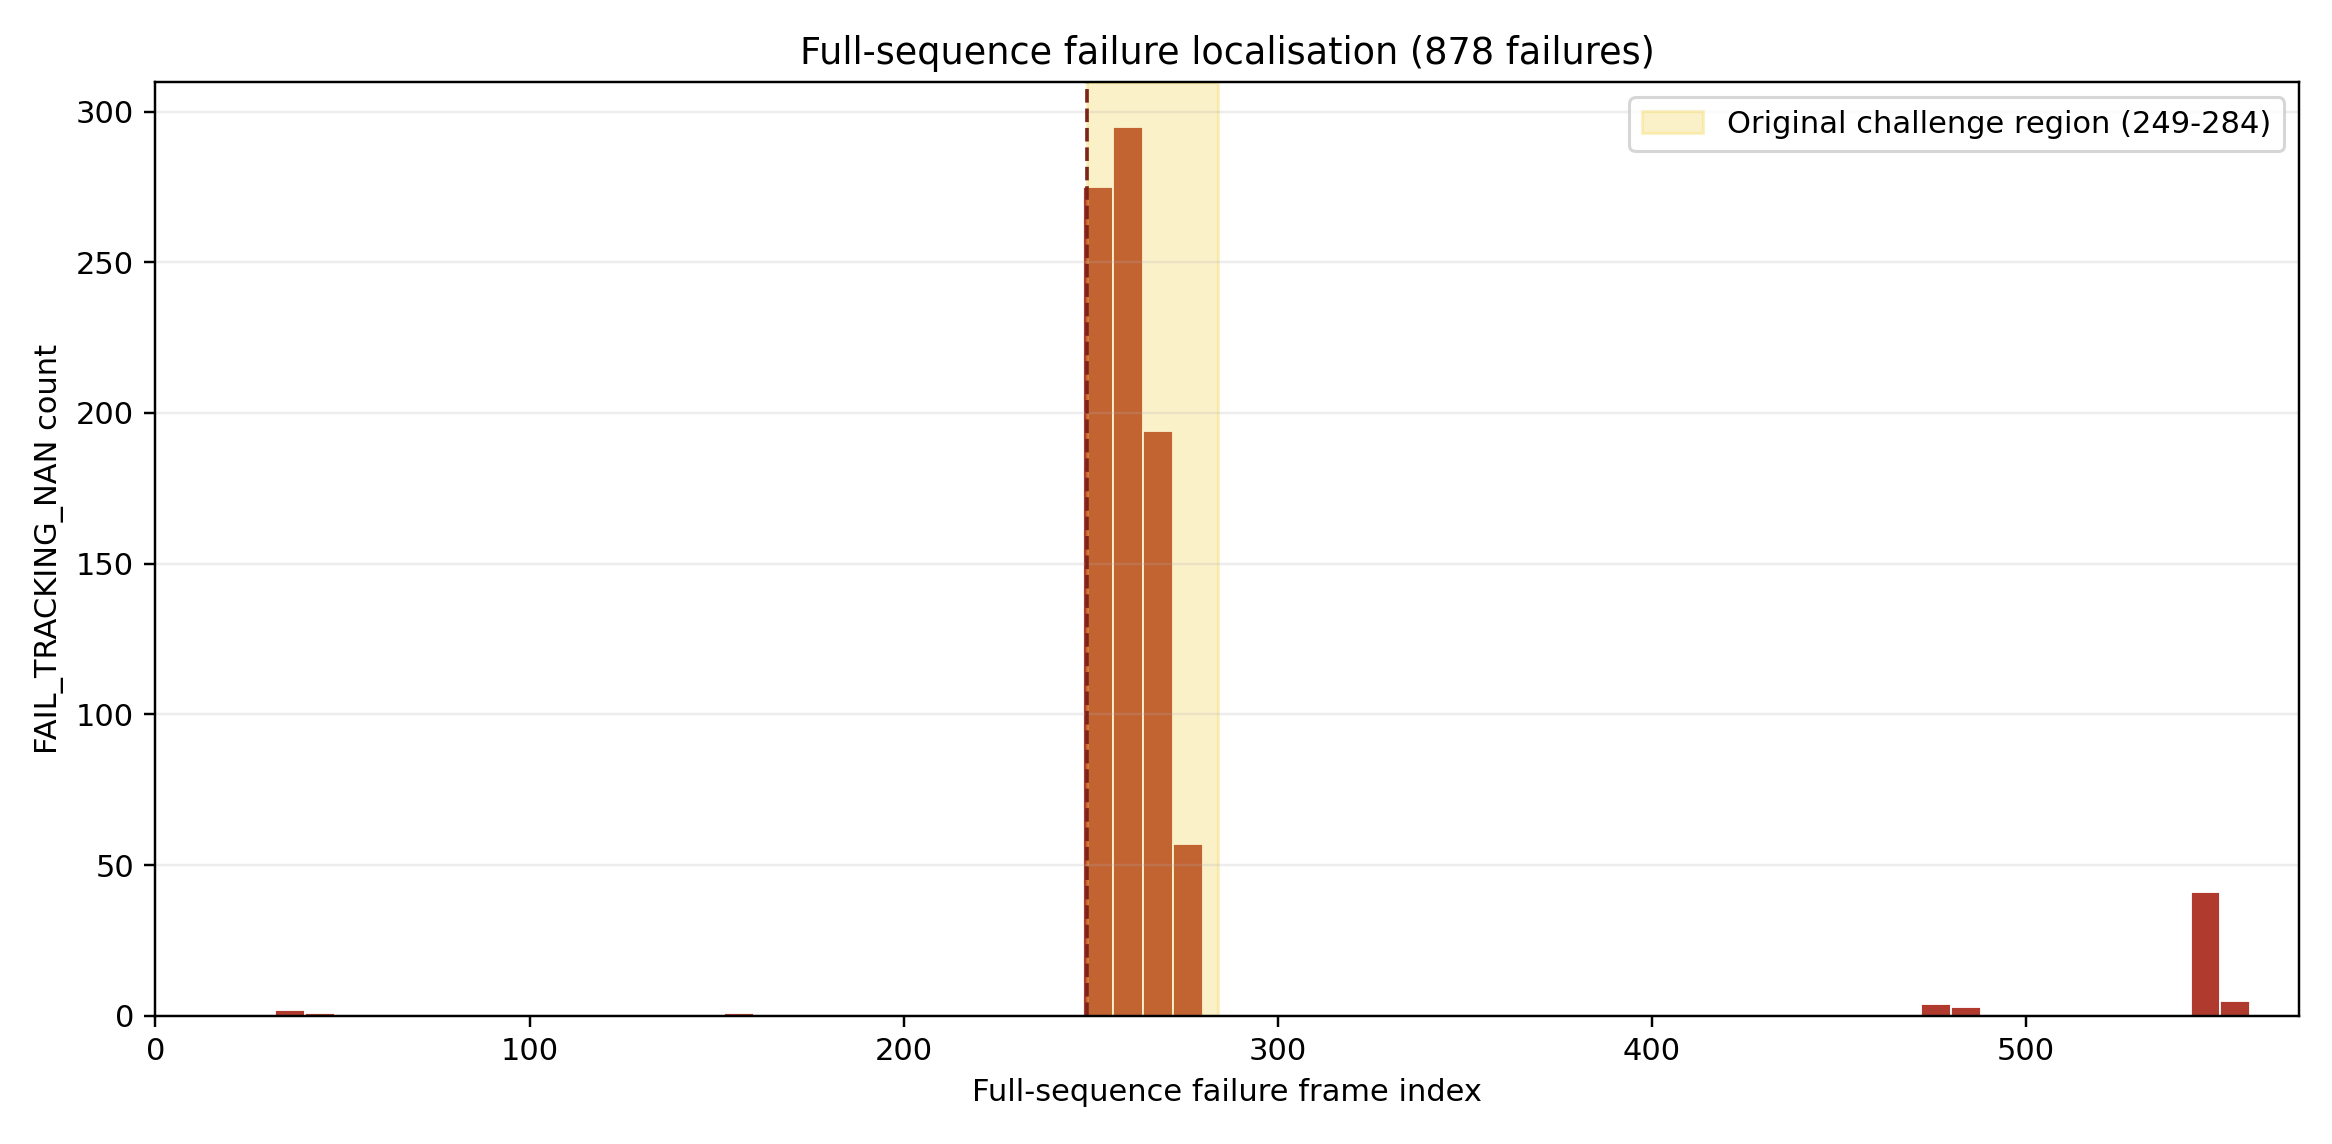 Full-sequence failure localisation (878 failures)
Original challenge region (249-284)
FAIL_TRACKING_NAN count
300
250
200
150
100
50
0
0 100 200 300 400 500
Full-sequence failure frame index